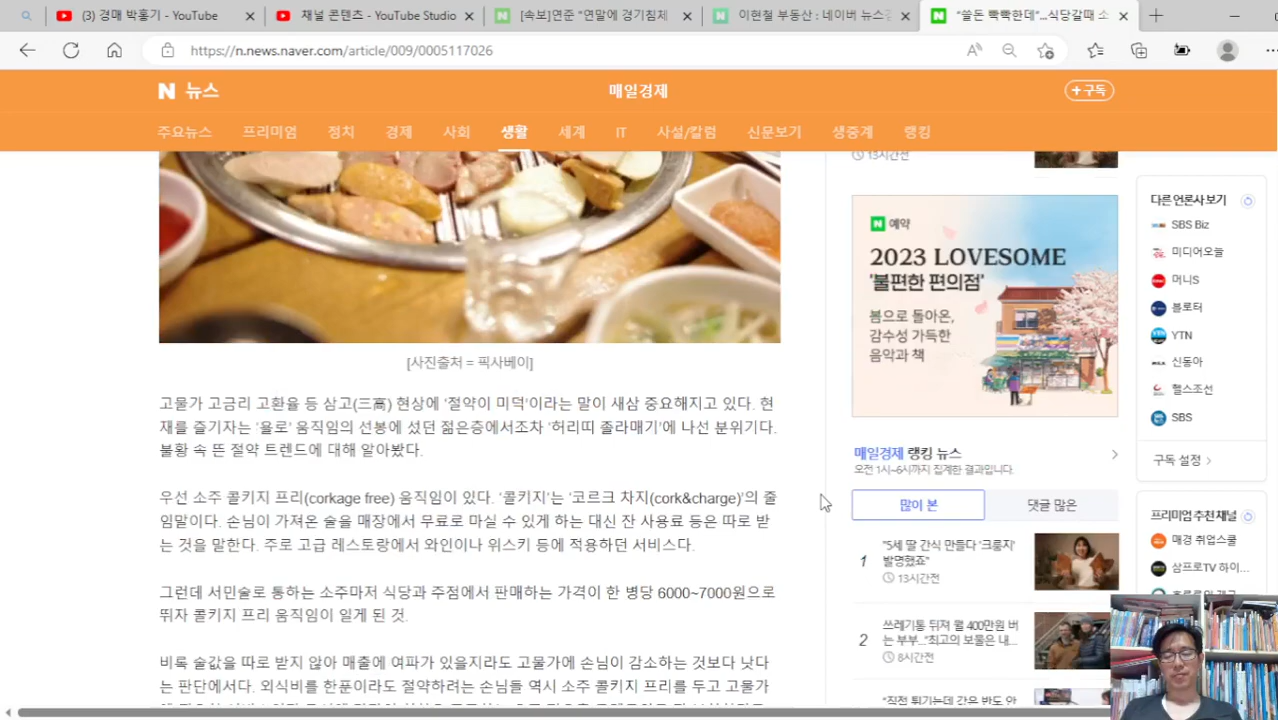 (3) 경매 박홍기 - YouTube
채널 콘텐츠 - YouTube Studio
[속보]연준 "연말에 경기침체
이현철 부동산 : 네이버 뉴스검
"쓸돈 빡빡한데"…식당갈때 소
https://n.news.naver.com/article/009/0005117026
N 뉴스
매일경제
+구독
주요뉴스 프리미엄 정치 경제 사회 생활 세계 IT 사설/칼럼 신문보기 생중계 랭킹
[사진출처 = 픽사베이]
고물가 고금리 고환율 등 삼고(三高) 현상에 '절약이 미덕'이라는 말이 새삼 중요해지고 있다. 현
재를 즐기자는 '욜로' 움직임의 선봉에 섰던 젊은층에서조차 '허리띠 졸라매기'에 나선 분위기다.
불황 속 뜬 절약 트렌드에 대해 알아봤다.
우선 소주 콜키지 프리(corkage free) 움직임이 있다. '콜키지'는 '코르크 차지(cork&charge)'의 줄
임말이다. 손님이 가져온 술을 매장에서 무료로 마실 수 있게 하는 대신 잔 사용료 등은 따로 받
는 것을 말한다. 주로 고급 레스토랑에서 와인이나 위스키 등에 적용하던 서비스다.
그런데 서민술로 통하는 소주마저 식당과 주점에서 판매하는 가격이 한 병당 6000~7000원으로
뛰자 콜키지 프리 움직임이 일게 된 것.
비록 술값을 따로 받지 않아 매출에 여파가 있을지라도 고물가에 손님이 감소하는 것보다 낫다
는 판단에서다. 외식비를 한푼이라도 절약하려는 손님들 역시 소주 콜키지 프리를 두고 고물가
13시간전
N 예약
2023 LOVESOME
'불편한 편의점'
봄으로 돌아온,
감수성 가득한
음악과 책
매일경제 랭킹 뉴스
오전 1시~6시까지 집계한 결과입니다.
많이 본
댓글 많은
1
"5세 딸 간식 만들다 '크룽지'
발명했죠"
13시간전
2
쓰레기통 뒤져 월 400만원 버
는 부부…"최고의 보물은 내…
8시간전
"직접 튀기는데 값은 반도 안
다른 언론사 보기
SBS Biz
미디어오늘
머니S
블로터
YTN
신동아
헬스조선
SBS
구독 설정
프리미엄 추천 채널
매경 취업스쿨
삼프로TV 하이…